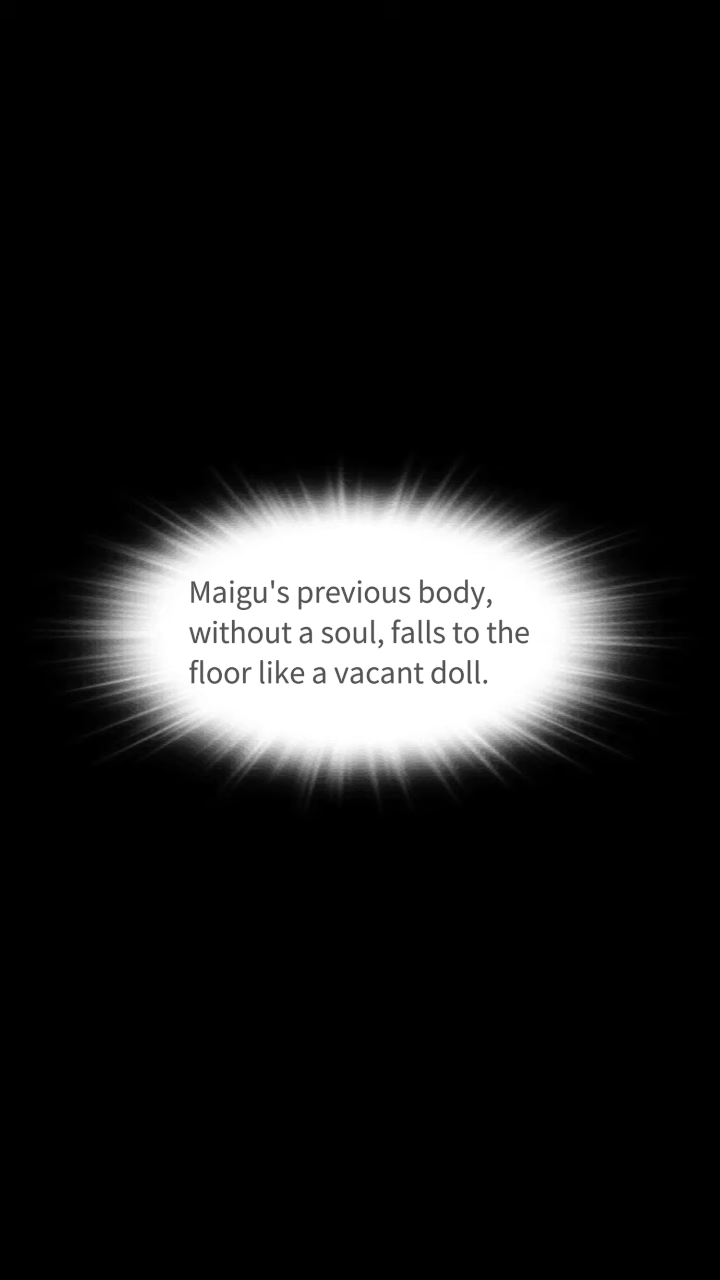 Maigu's previous body,
without a soul, falls to the
floor like a vacant doll.